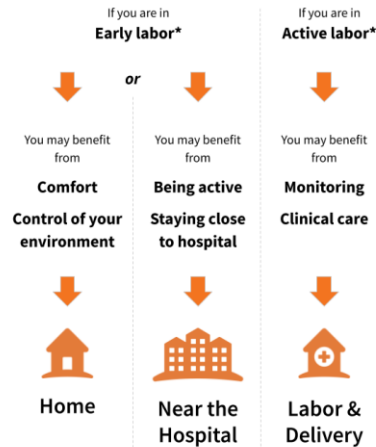 If you are in
Early labor*
If you are in
Active labor*
or
You may benefit
from
Comfort
Control of your
environment
Home
You may benefit
from
Being active
Staying close
to hospital
Near the
Hospital
You may benefit
from
Monitoring
Clinical care
Labor &
Delivery